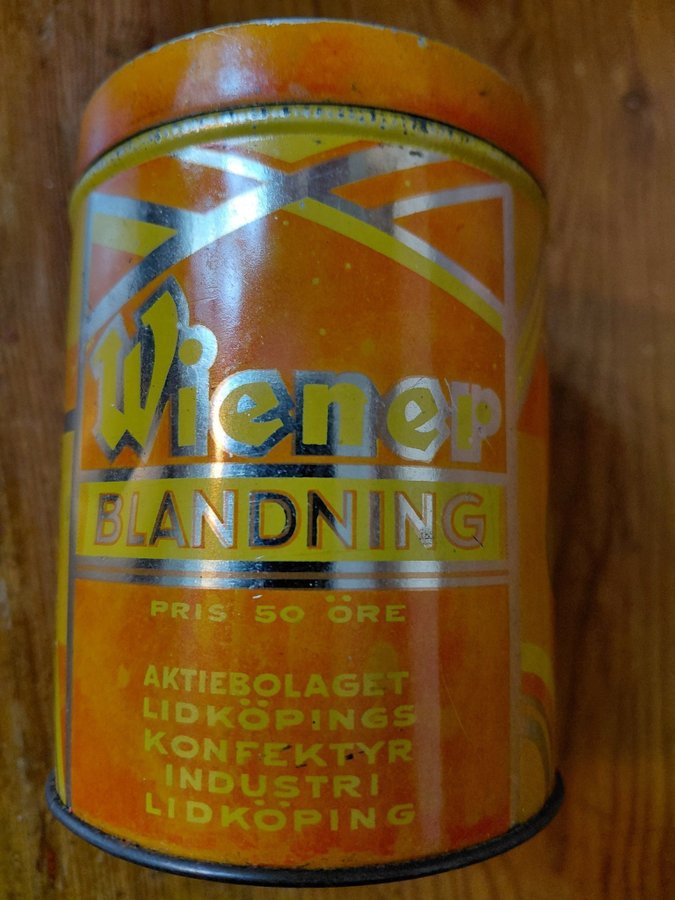 Wiener
BLANDNING
PRIS 50 ÖRE
AKTIEBOLAGET
LIDKÖPINGS
KONFEKTYR
INDUSTRI
LIDKÖPING